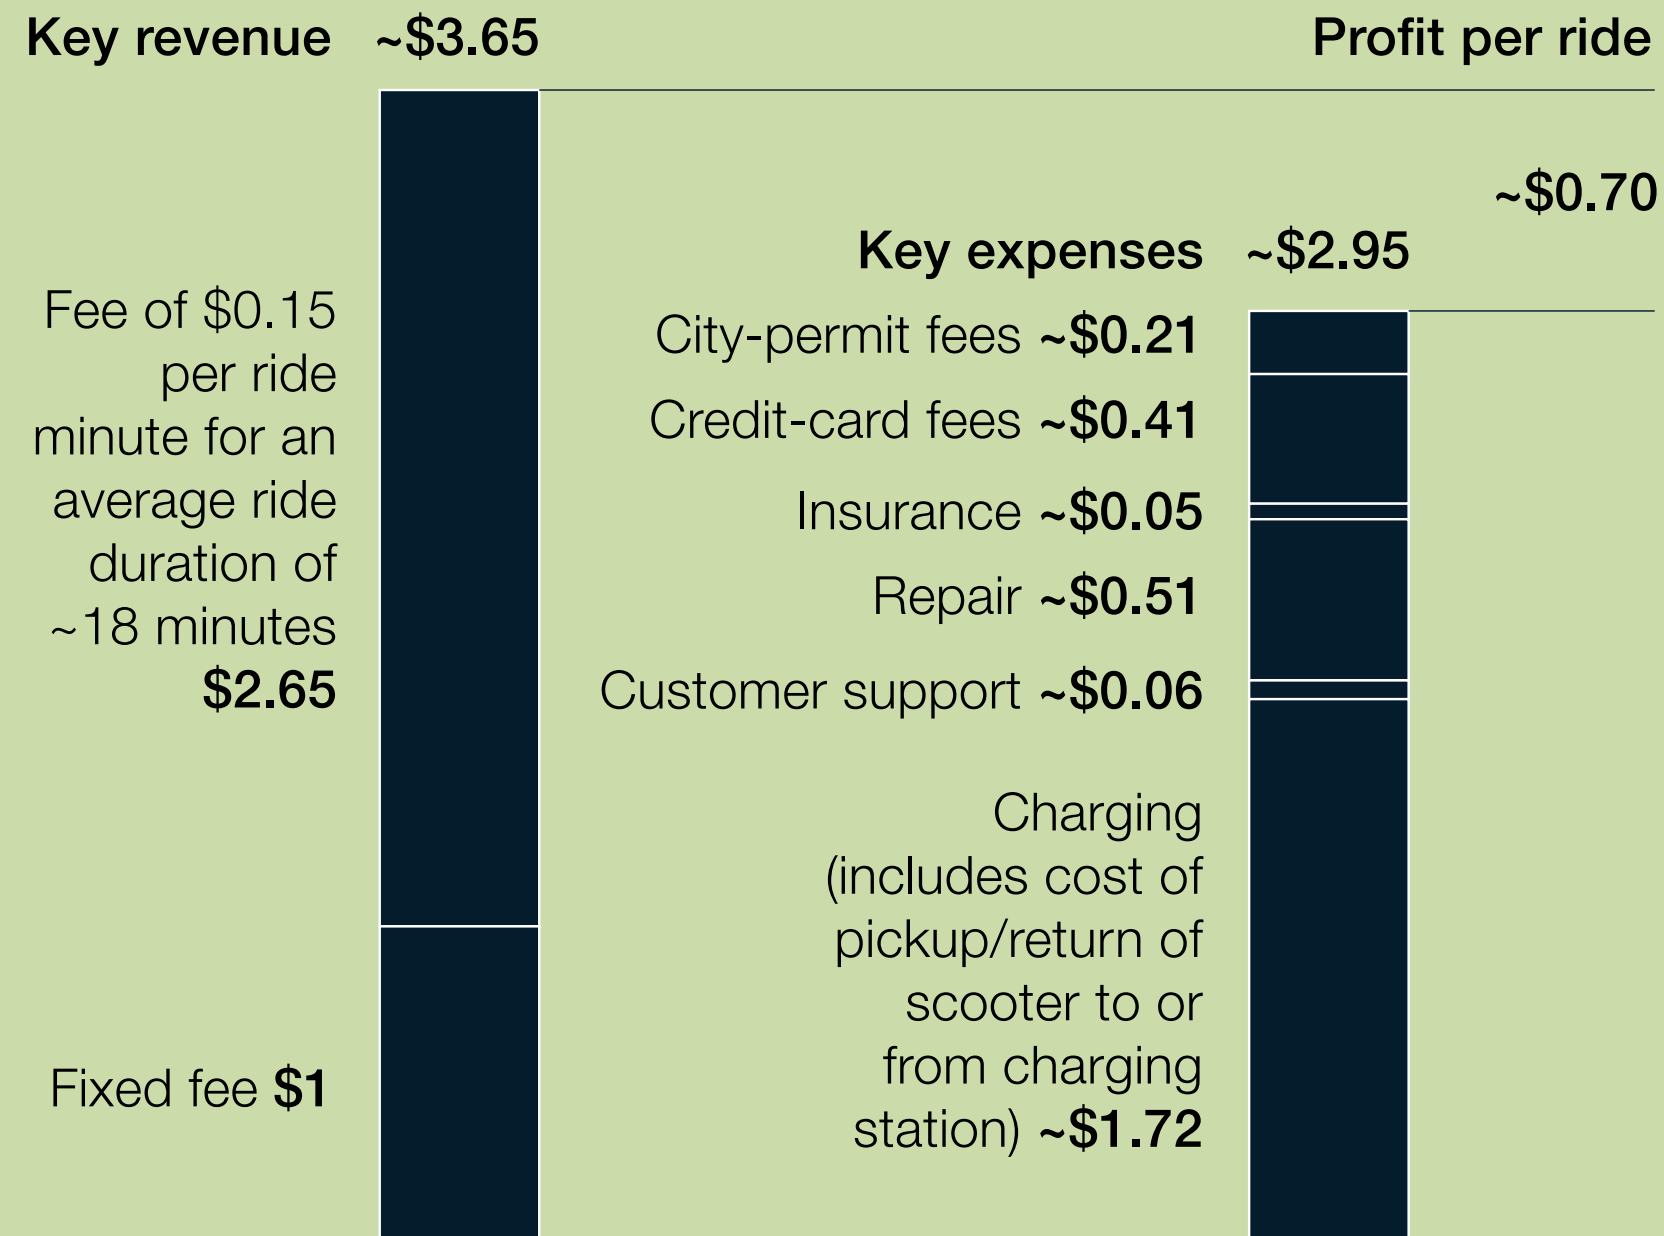 Key revenue ~$3.65
Fee of $0.15
per ride
minute for an
average ride
duration of
~18 minutes
$2.65
Fixed fee $1
Key expenses ~$2.95
City-permit fees ~$0.21
Credit-card fees ~$0.41
Insurance ~$0.05
Repair ~$0.51
Customer support ~$0.06
Charging
(includes cost of
pickup/return of
scooter to or
from charging
station) ~$1.72
Profit per ride
~$0.70